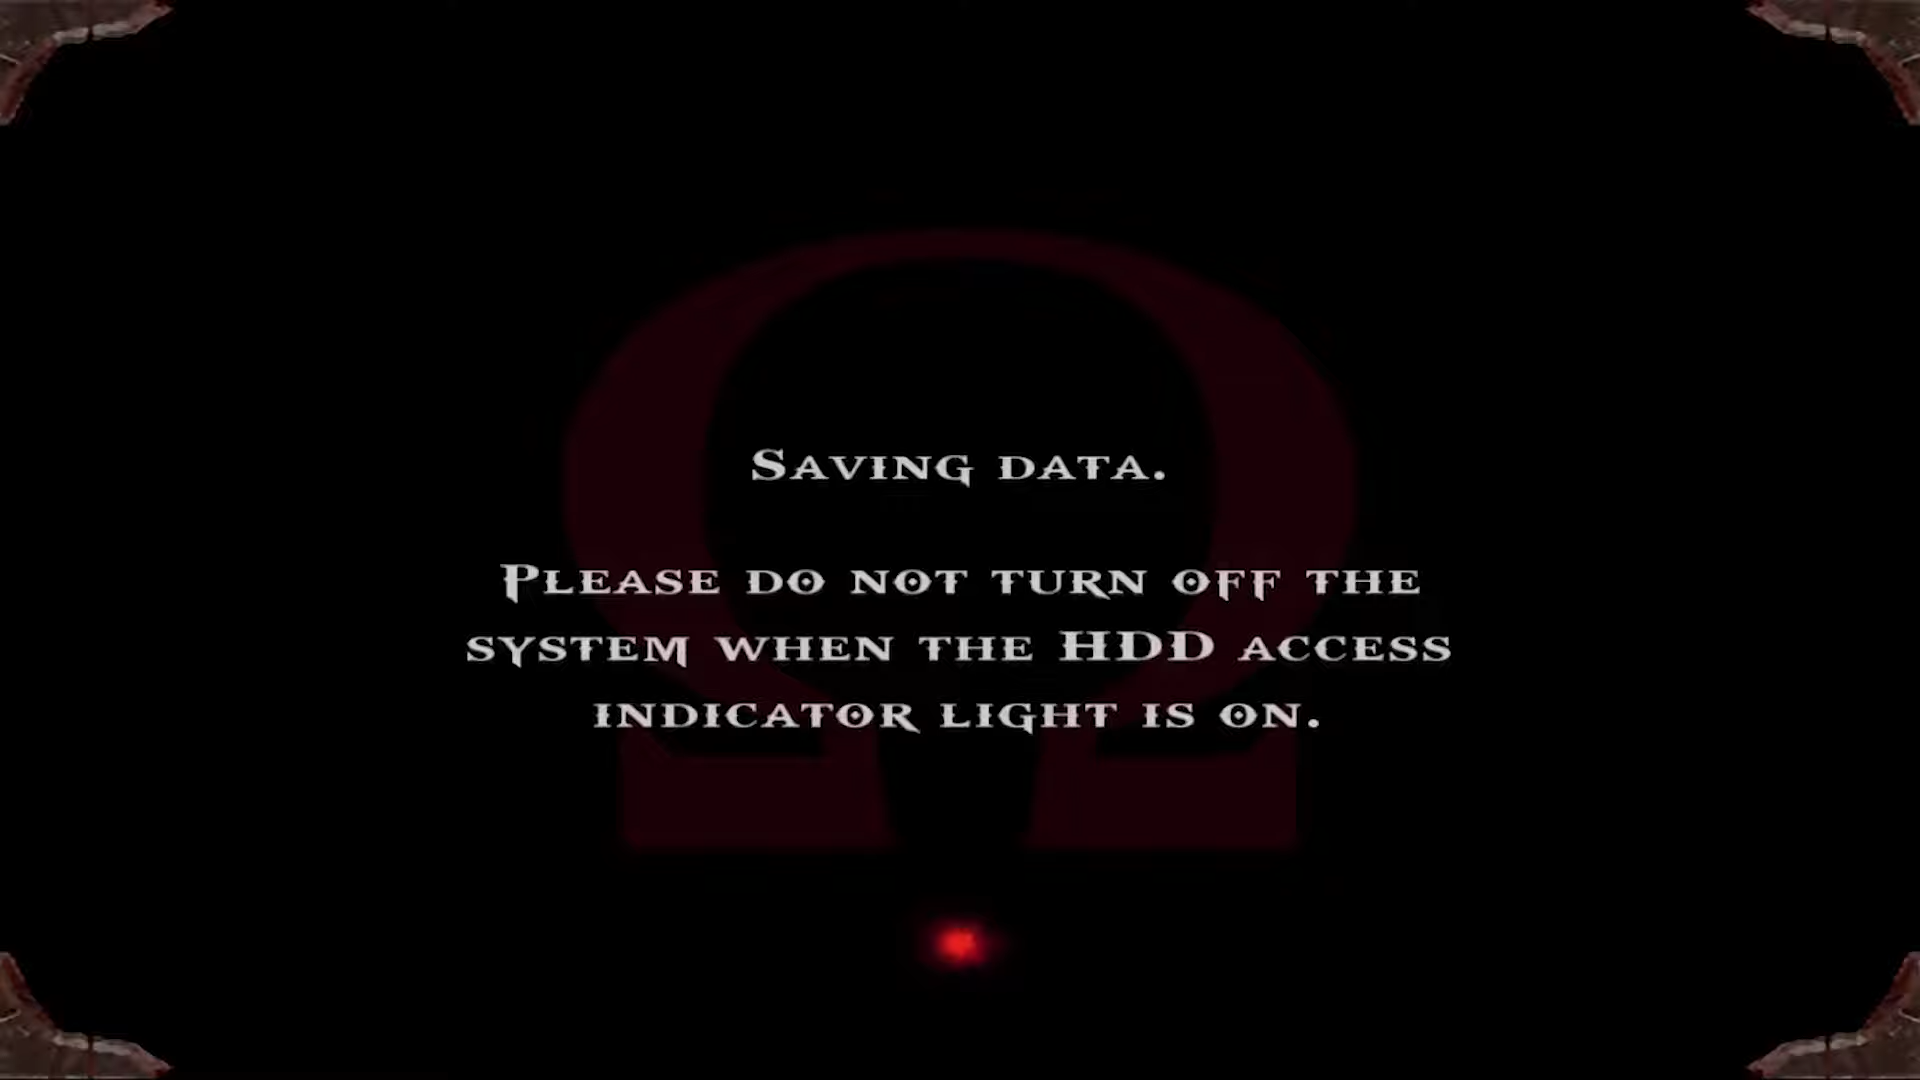 Saving data.
Please do not turn off the
system when the HDD access
indicator light is on.